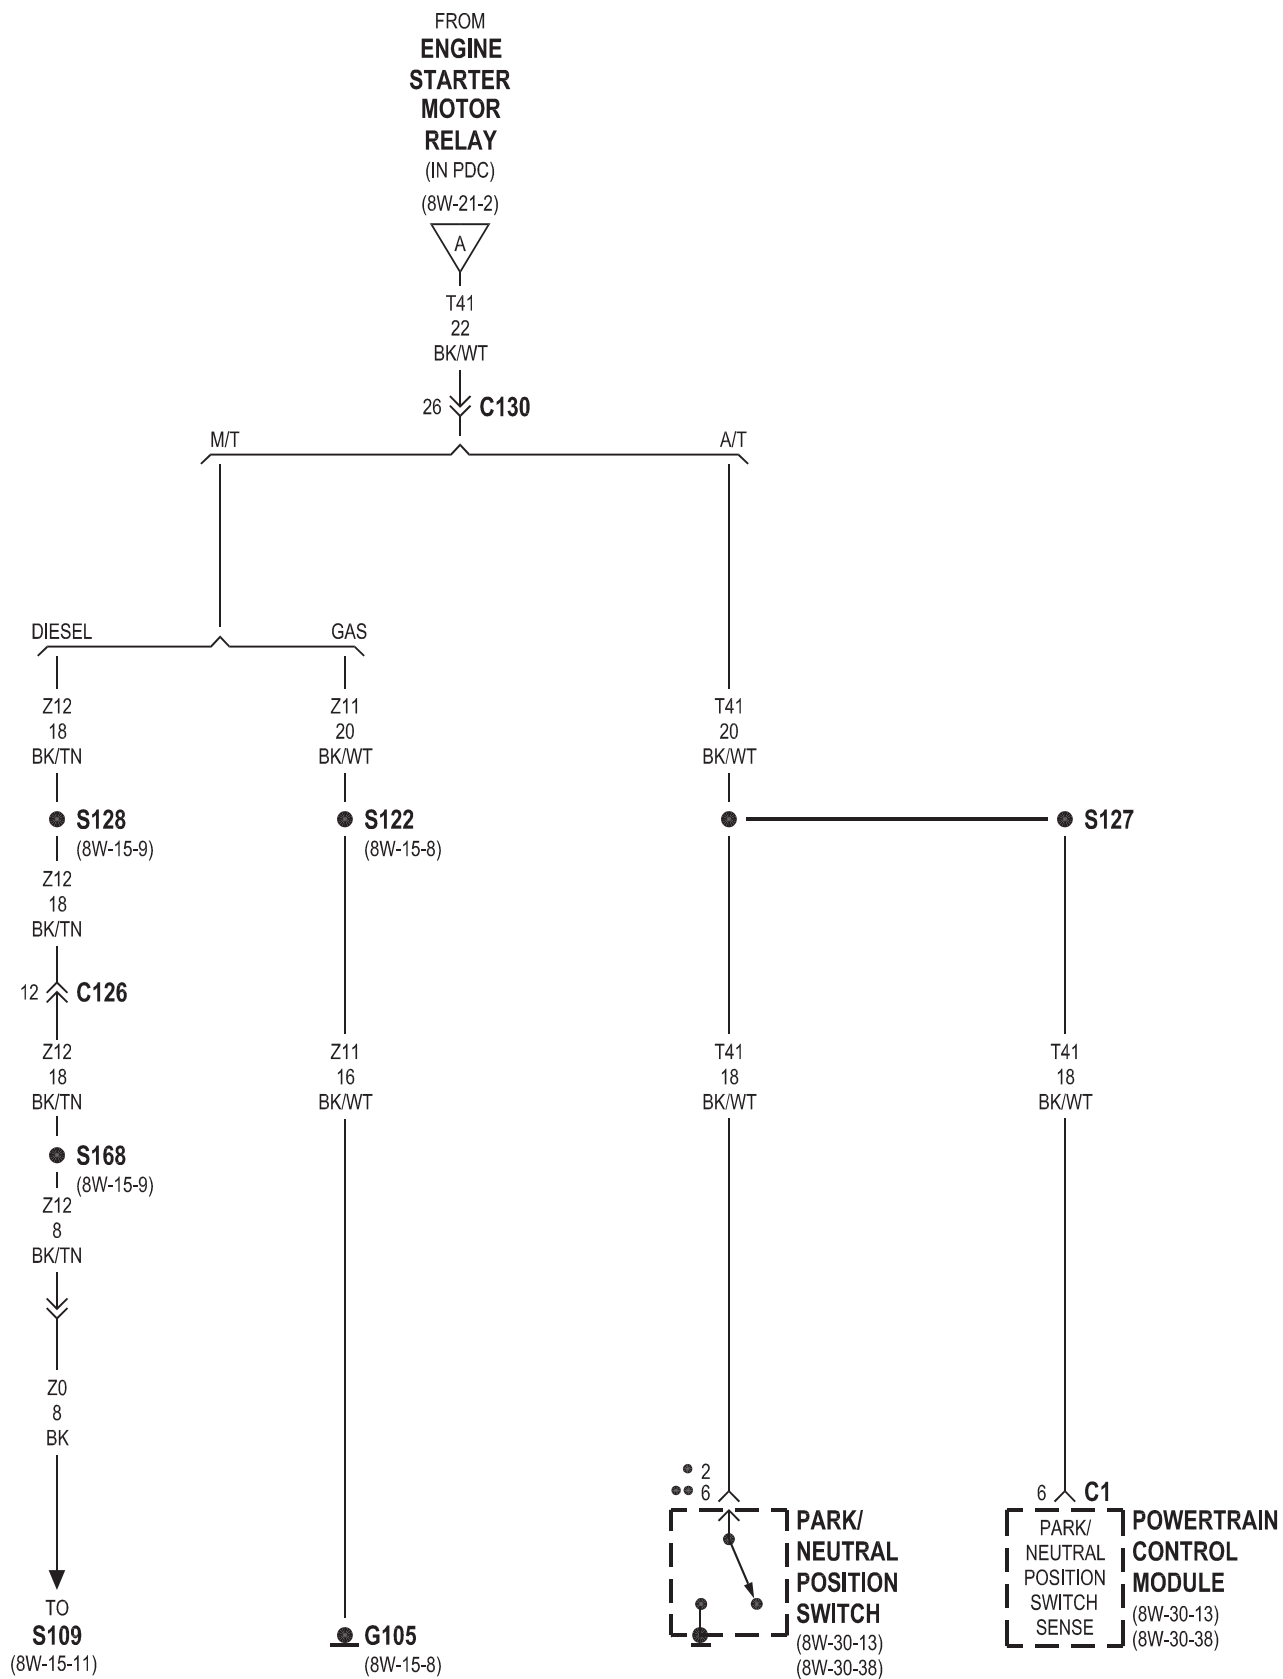 FROM
ENGINE
STARTER
MOTOR
RELAY
(IN PDC)
(8W-21-2)
A
T41
22
BK/WT
26 C130
M/T
A/T
DIESEL
GAS
Z12
18
BK/TN
Z11
20
BK/WT
T41
20
BK/WT
S128
(8W-15-9)
S122
(8W-15-8)
S127
Z12
18
BK/TN
12 C126
Z12
18
BK/TN
Z11
16
BK/WT
T41
18
BK/WT
T41
18
BK/WT
S168
(8W-15-9)
Z12
8
BK/TN
Z0
8
BK
TO
S109
(8W-15-11)
G105
(8W-15-8)
2
6
PARK/
NEUTRAL
POSITION
SWITCH
(8W-30-13)
(8W-30-38)
6 C1
PARK/
NEUTRAL
POSITION
SWITCH
SENSE
POWERTRAIN
CONTROL
MODULE
(8W-30-13)
(8W-30-38)